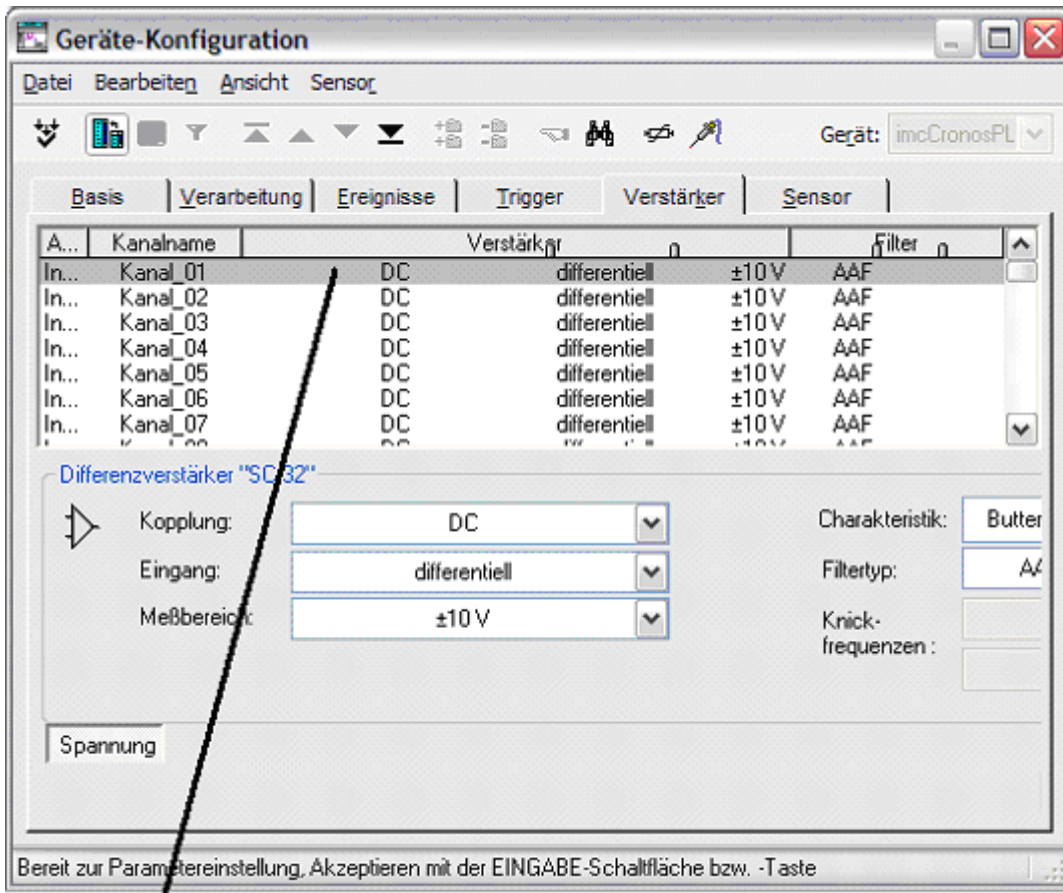 Geräte-Konfiguration
Datei Bearbeiten Ansicht Sensor
Gerät: imcCronosPL
Basis Verarbeitung Ereignisse Trigger Verstärker Sensor
A... Kanalname Verstärker Filter
In... Kanal_01 DC differentiell ±10 V AAF
In... Kanal_02 DC differentiell ±10 V AAF
In... Kanal_03 DC differentiell ±10 V AAF
In... Kanal_04 DC differentiell ±10 V AAF
In... Kanal_05 DC differentiell ±10 V AAF
In... Kanal_06 DC differentiell ±10 V AAF
In... Kanal_07 DC differentiell ±10 V AAF
Differenzverstärker "SC-32"
Kopplung: DC Charakteristik: Butter
Eingang: differentiell Filtertyp: AA
Meßbereich: ±10 V Knick-
frequenzen :
Spannung
Bereit zur Parametereinstellung, Akzeptieren mit der EINGABE-Schaltfläche bzw. -Taste